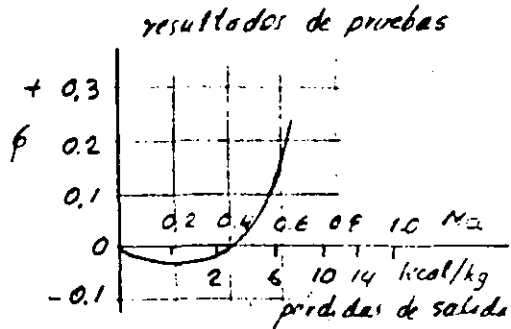 resultados de pruebas
+ 0.3
φ 0.2
0.1
0.2 0.4 0.6 0.8 1.0 Ma
0
2 6 10 14 kcal/kg
-0.1
pérdidas de salida